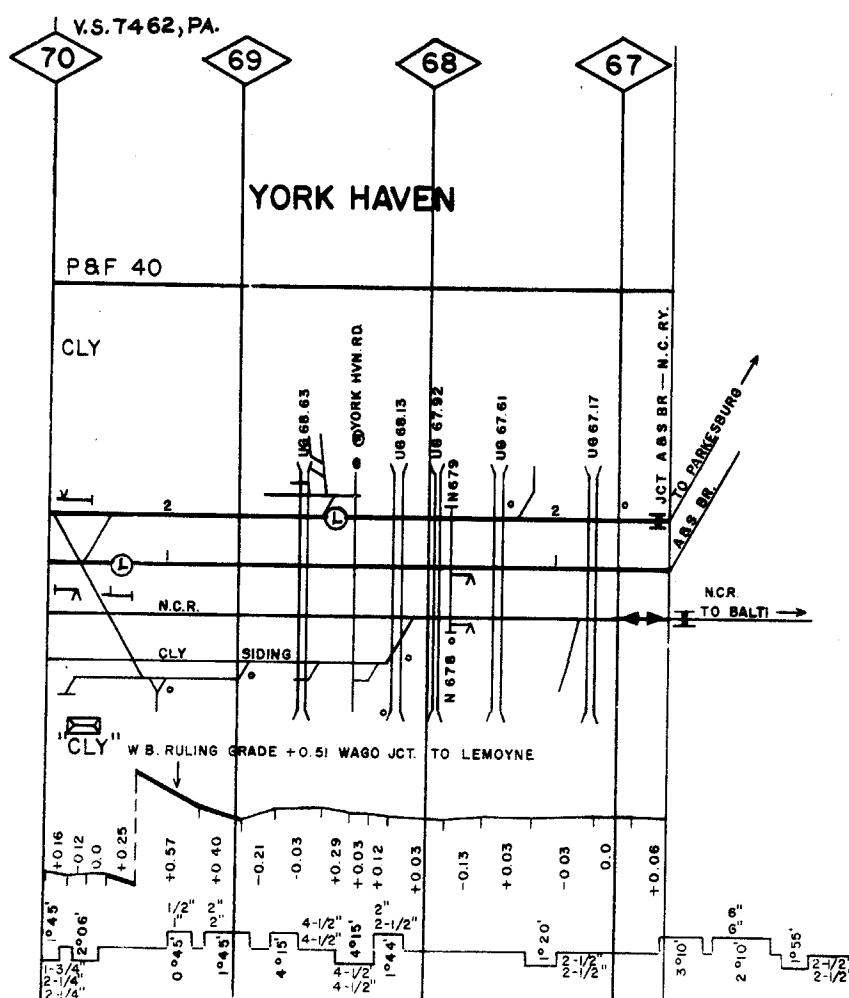 V.S. 7462, PA.
70
69
68
67
YORK HAVEN
P&F 40
CLY
JCT A&S BR — N.C. RY.
UG 68.63
YORK HVN. RD.
UG 68.13
UG 67.92
N679
UG 67.61
UG 67.17
TO PARKESBURG
A&S BR.
2
L
2
1
L
1
N.C.R.
N.C.R.
TO BALTI
CLY SIDING
N 678
"CLY"
W B. RULING GRADE +0.51 WAGO JCT. TO LEMOYNE
+0.16
-0.12
0.0
+0.25
+0.57
+0.40
-0.21
-0.03
+0.29
+0.03
+0.12
+0.03
-0.13
+0.03
-0.03
0.0
+0.06
1°45'
2°06'
1-3/4"
2-1/4"
2-1/4"
1/2"
1"
0°45'
2"
2"
1°45'
4°15'
4-1/2"
4-1/2"
4°15'
4-1/2
4-1/2"
2"
2-1/2"
1°44'
1°20'
2-1/2"
2-1/2"
3°10'
6"
6"
2°10'
1°55'
2-1/2"
2-1/2"